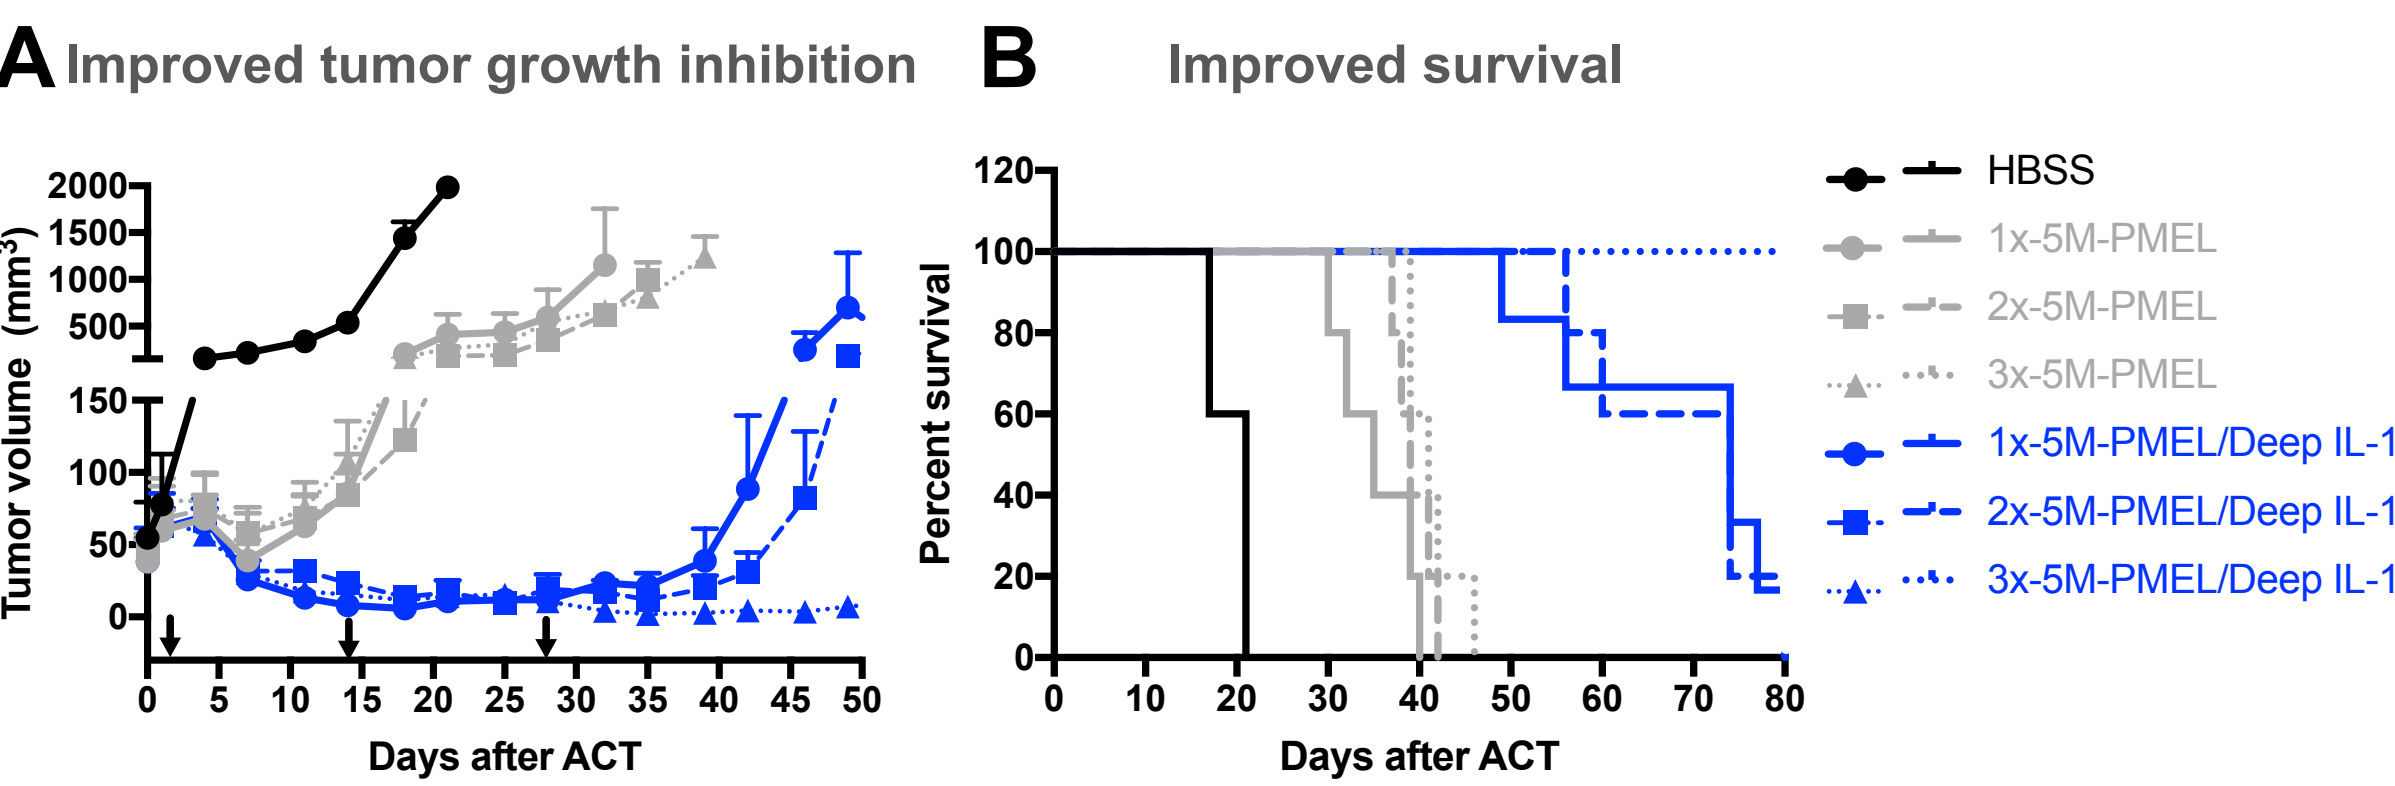 A Improved tumor growth inhibition
Tumor volume (mm³)
2000
1500
1000
500
150
100
50
0
0 5 10 15 20 25 30 35 40 45 50
Days after ACT
B Improved survival
Percent survival
120
100
80
60
40
20
0
0 10 20 30 40 50 60 70 80
Days after ACT
HBSS
1x-5M-PMEL
2x-5M-PMEL
3x-5M-PMEL
1x-5M-PMEL/Deep IL-1
2x-5M-PMEL/Deep IL-1
3x-5M-PMEL/Deep IL-1